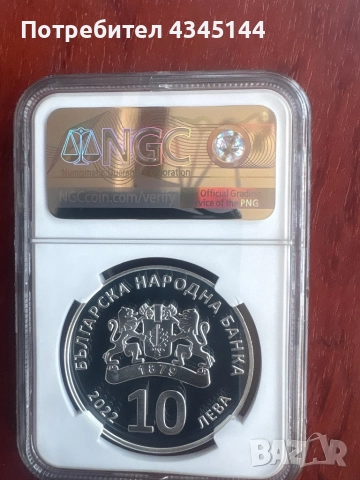 Потребител 4345144
NGC
Numismatic Guaranty Corporation
NGCcoin.com/verify
Official Grading
Service of the PNG
БЪЛГАРСКА НАРОДНА БАНКА
1879
2022 10 ЛЕВА
BAZAR